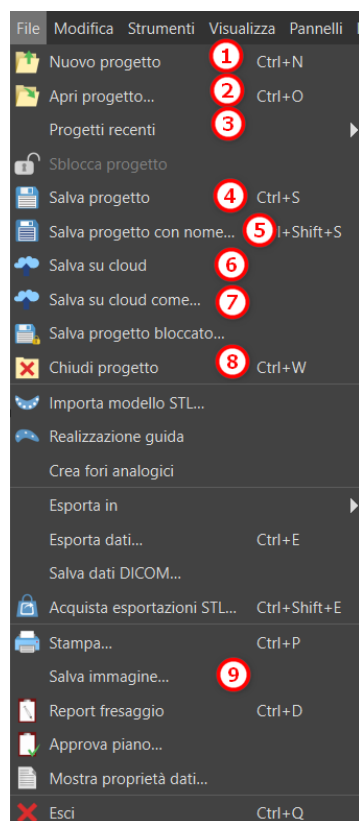 File Modifica Strumenti Visualizza Pannelli
Nuovo progetto 1 Ctrl+N
Apri progetto... 2 Ctrl+O
Progetti recenti 3
Sblocca progetto
Salva progetto 4 Ctrl+S
Salva progetto con nome... 5 l+Shift+S
Salva su cloud 6
Salva su cloud come... 7
Salva progetto bloccato...
Chiudi progetto 8 Ctrl+W
Importa modello STL...
Realizzazione guida
Crea fori analogici
Esporta in
Esporta dati... Ctrl+E
Salva dati DICOM...
Acquista esportazioni STL... Ctrl+Shift+E
Stampa... Ctrl+P
Salva immagine... 9
Report fresaggio Ctrl+D
Approva piano...
Mostra proprietà dati...
Esci Ctrl+Q